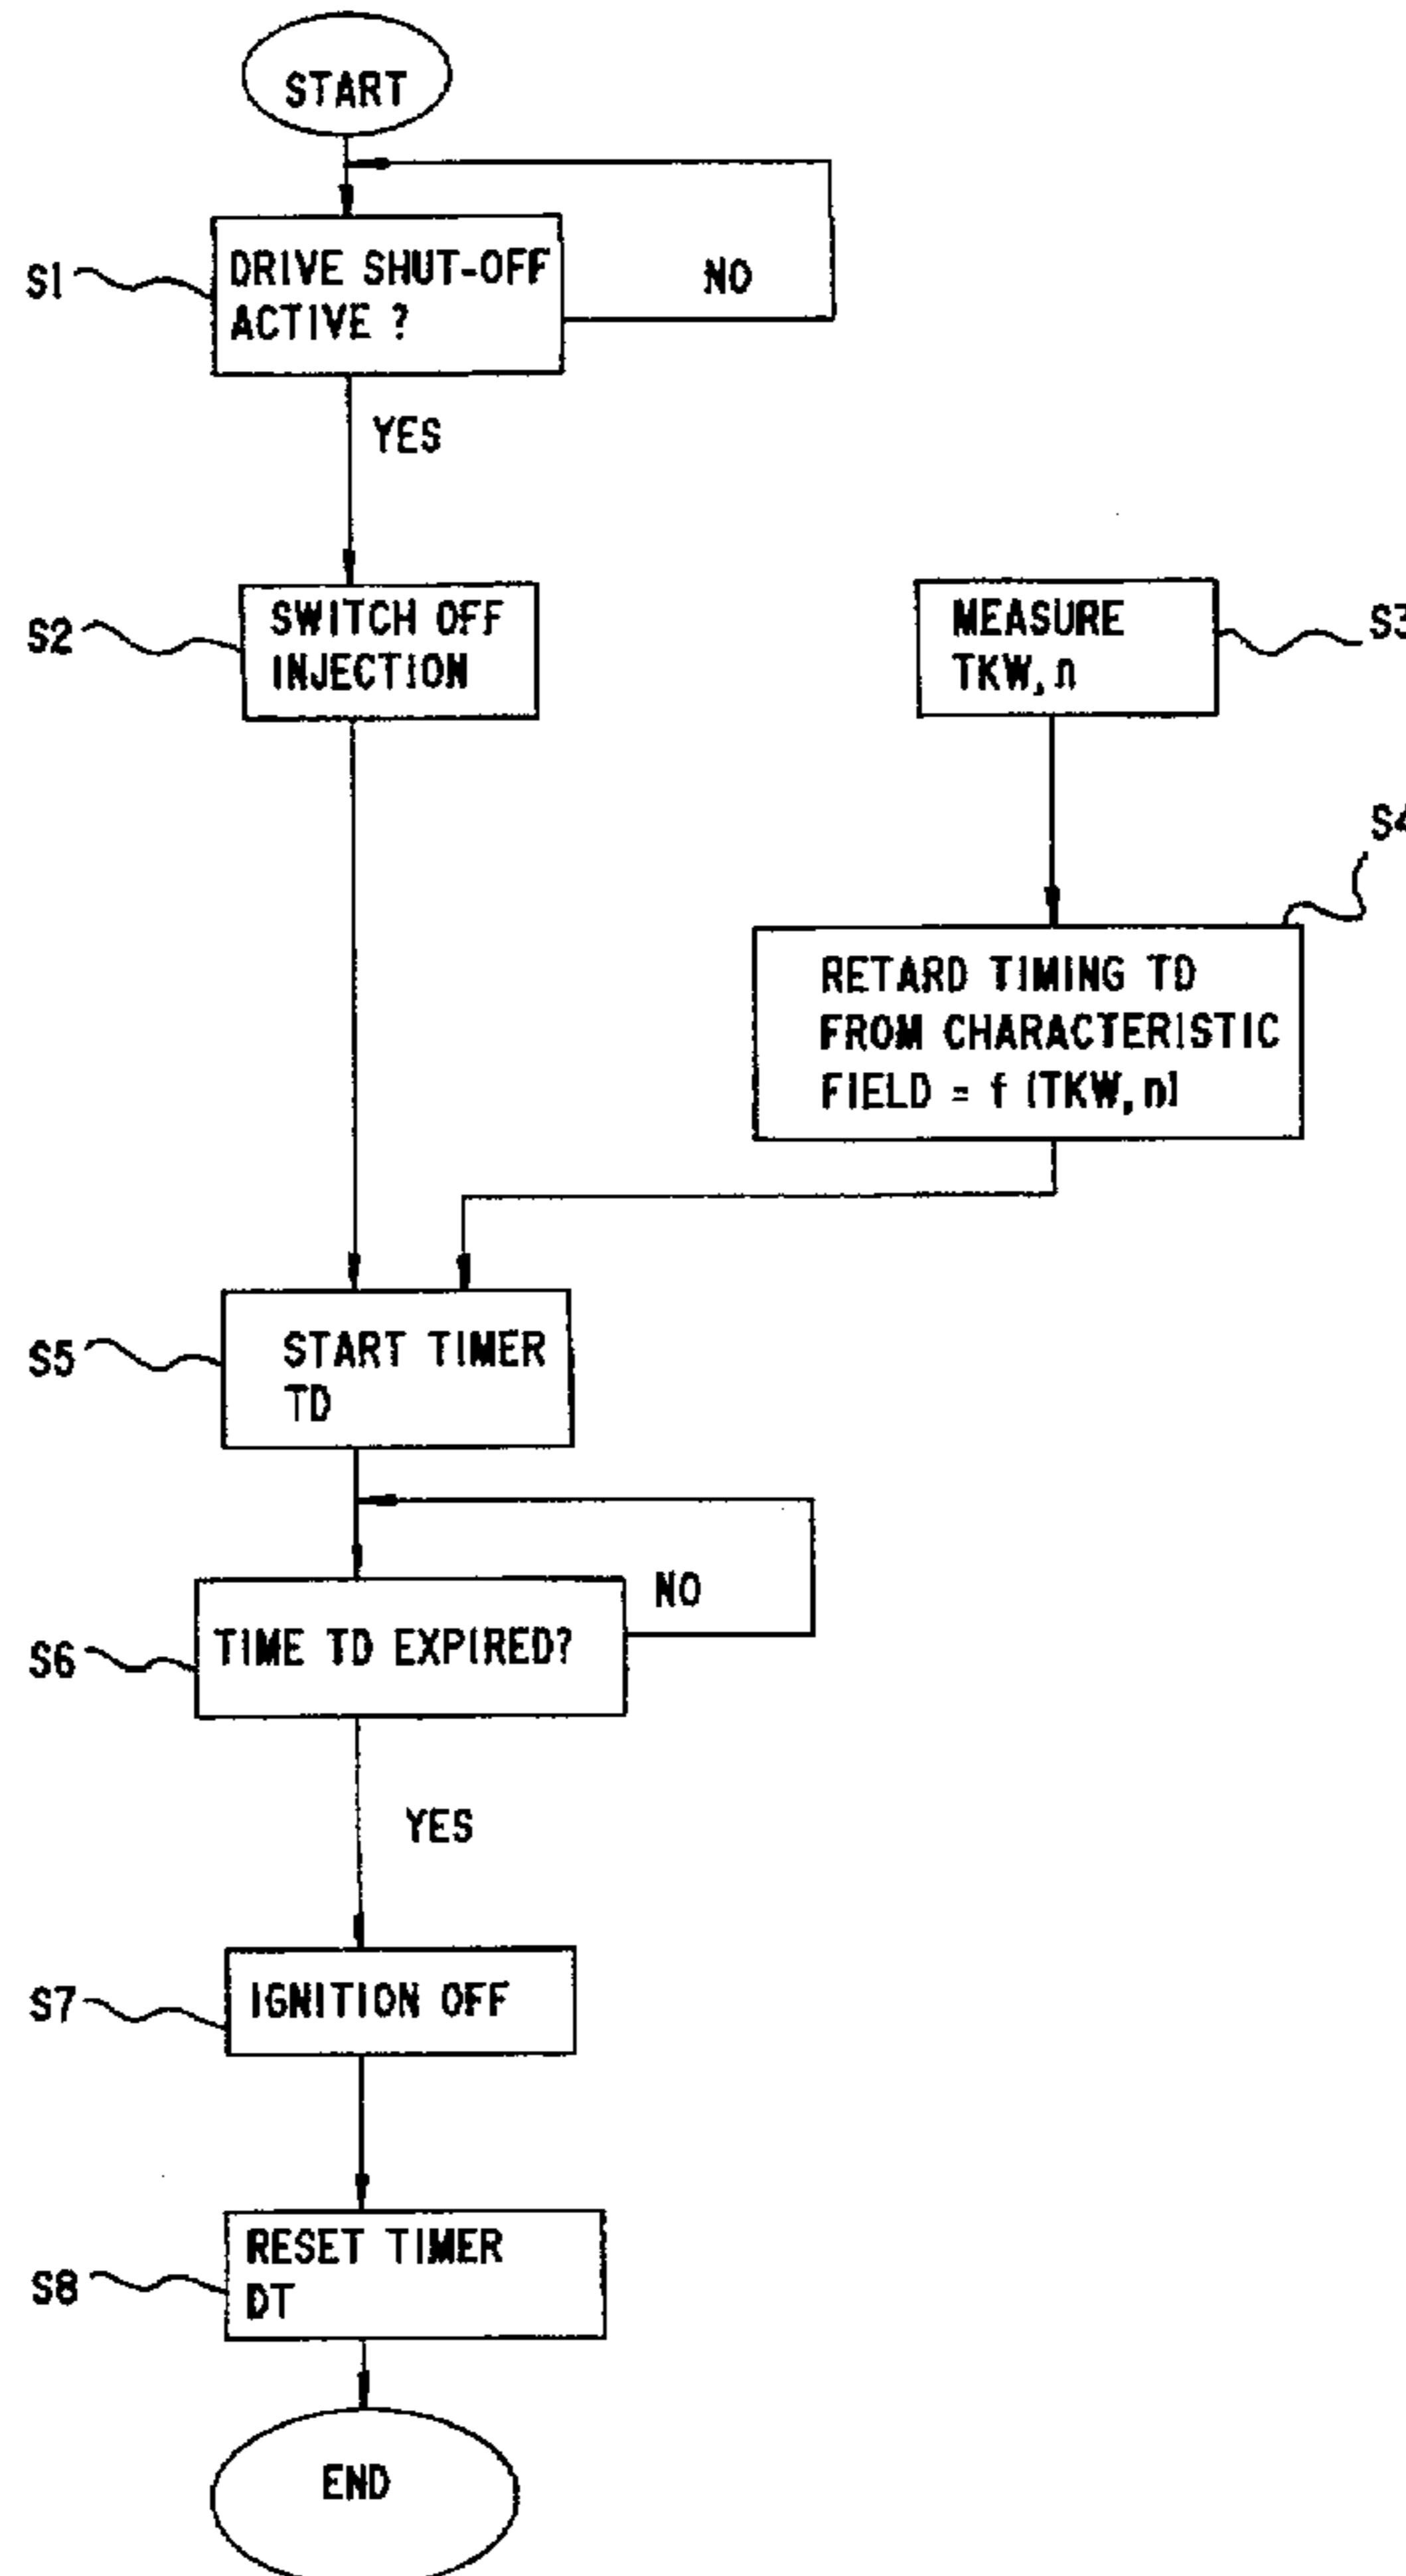 START
DRIVE SHUT-OFF
ACTIVE ?
NO
S1
YES
SWITCH OFF
INJECTION
S2
MEASURE
TKW, n
S3
S4
RETARD TIMING TD
FROM CHARACTERISTIC
FIELD = f [TKW, n]
START TIMER
TD
S5
NO
TIME TD EXPIRED?
S6
YES
IGNITION OFF
S7
RESET TIMER
DT
S8
END